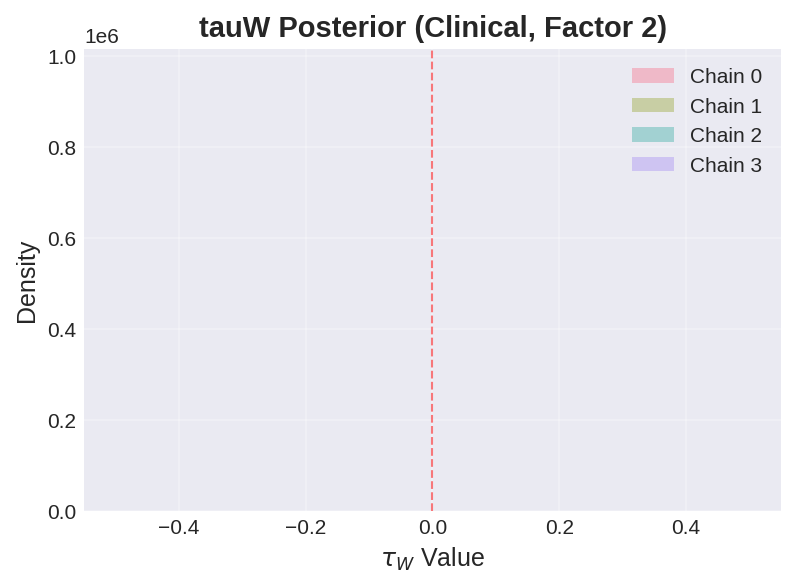 tauW Posterior (Clinical, Factor 2)
1e6
1.0
0.8
0.6
0.4
0.2
0.0
Density
Chain 0
Chain 1
Chain 2
Chain 3
−0.4
−0.2
0.0
0.2
0.4
τW Value